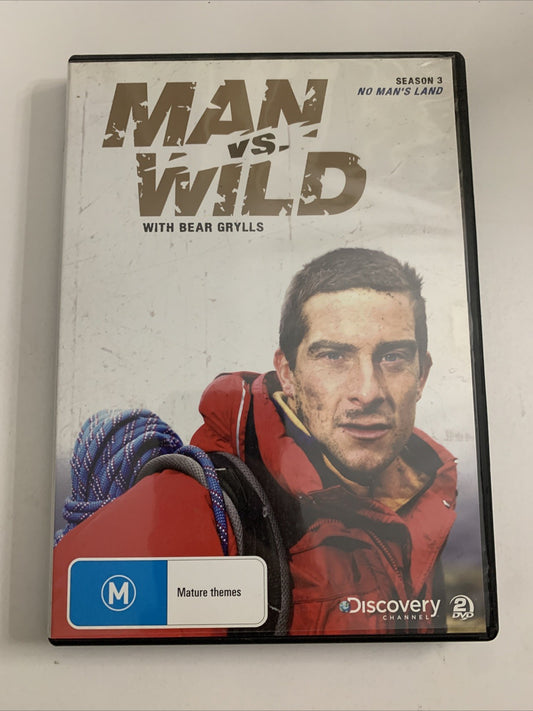 SEASON 3
NO MAN'S LAND
MAN
VS.
WILD
WITH BEAR GRYLLS
M
Mature themes
Discovery
CHANNEL
2
DVD